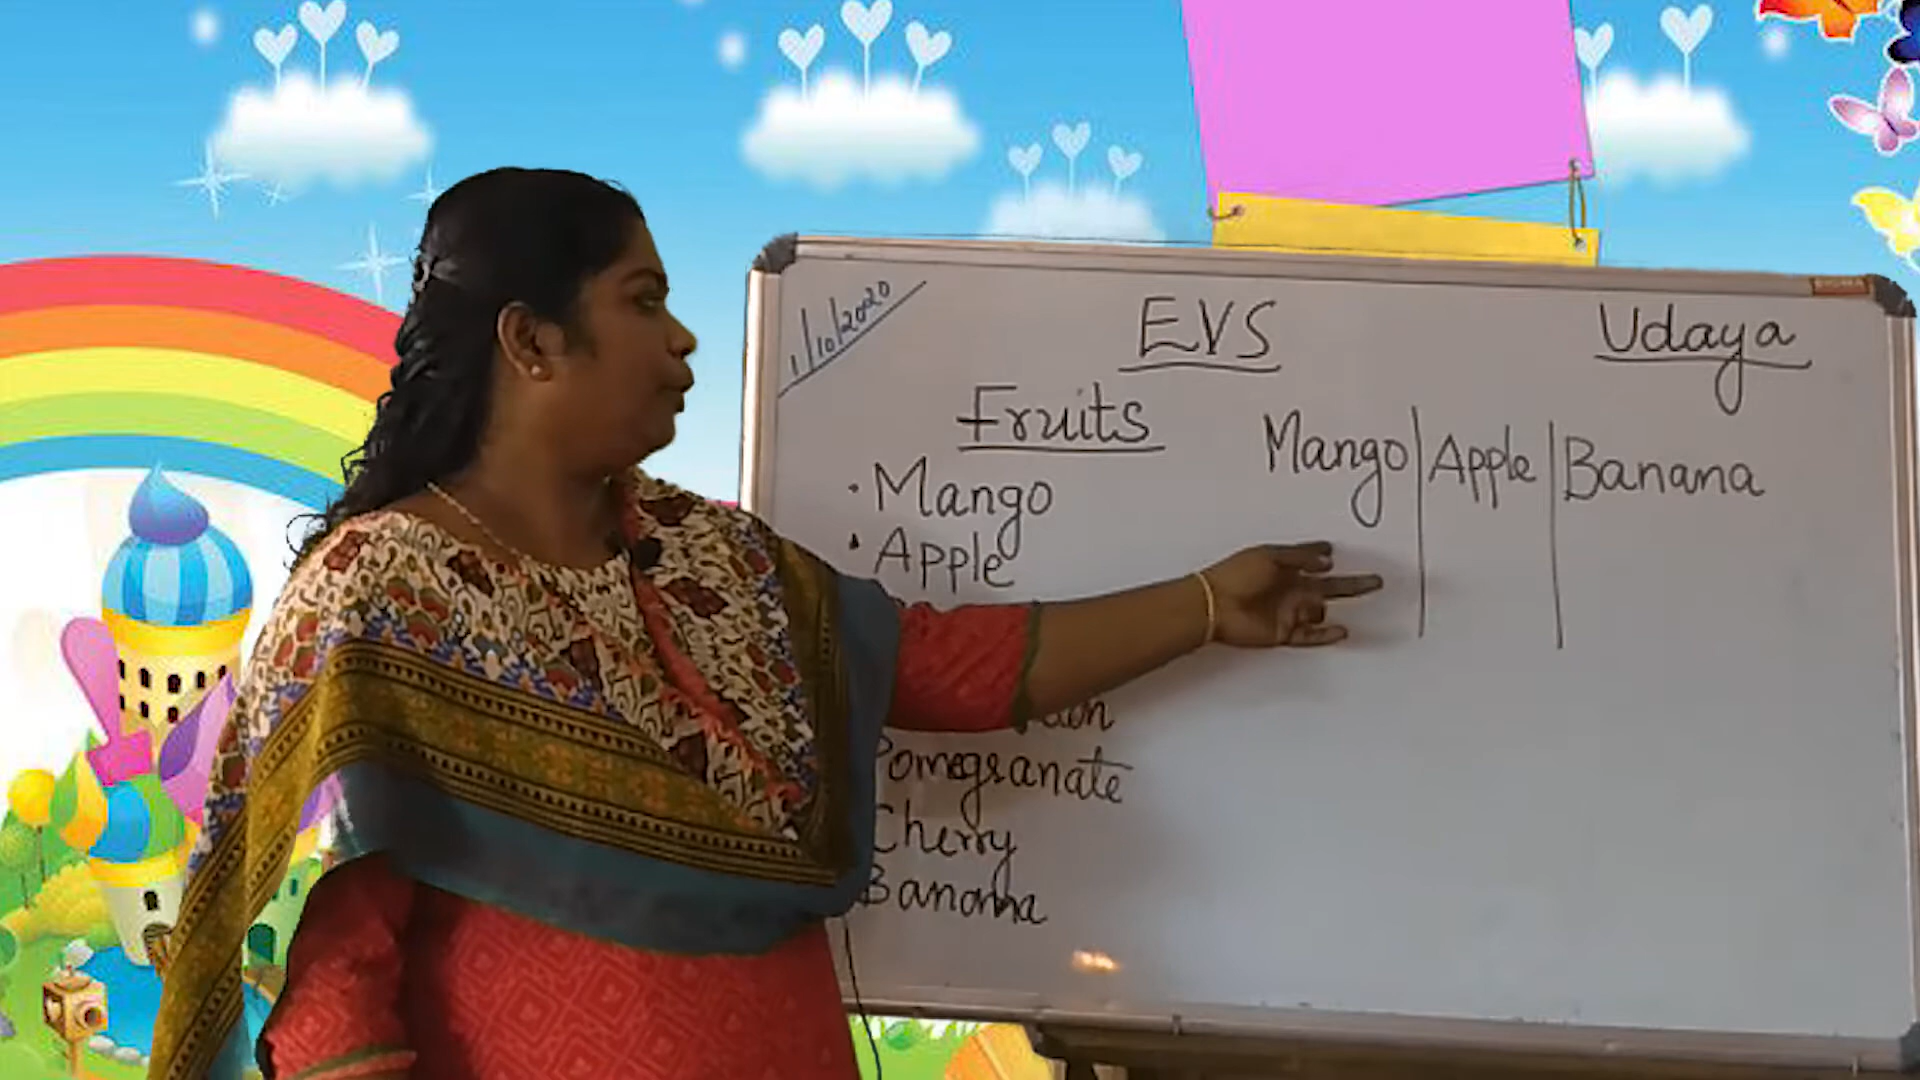 1/10/2020
EVS
Udaya
Fruits
Mango | Apple | Banana
• Mango
• Apple
Pomegranate
Cherry
Banana